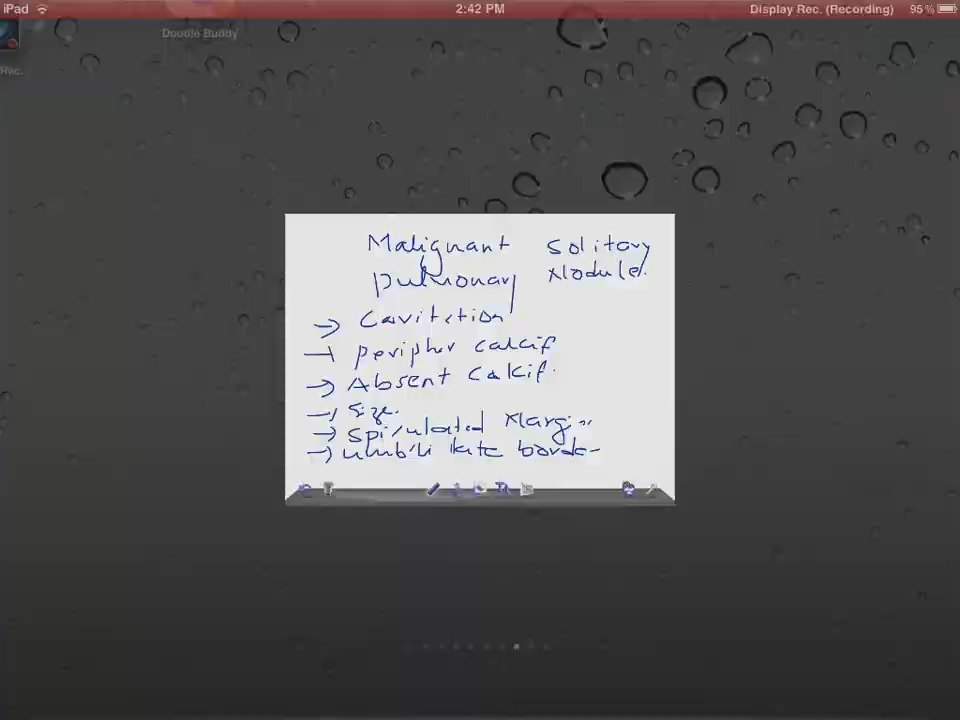 iPad 2:42 PM Display Rec. (Recording) 95%
Doodle Buddy
Rec.
Malignant solitary
pulmonary Nodule.
→ Cavitation
→ peripher calcif
→ Absent calcif.
→ size.
→ spiculated Margin
→ umbilicate border